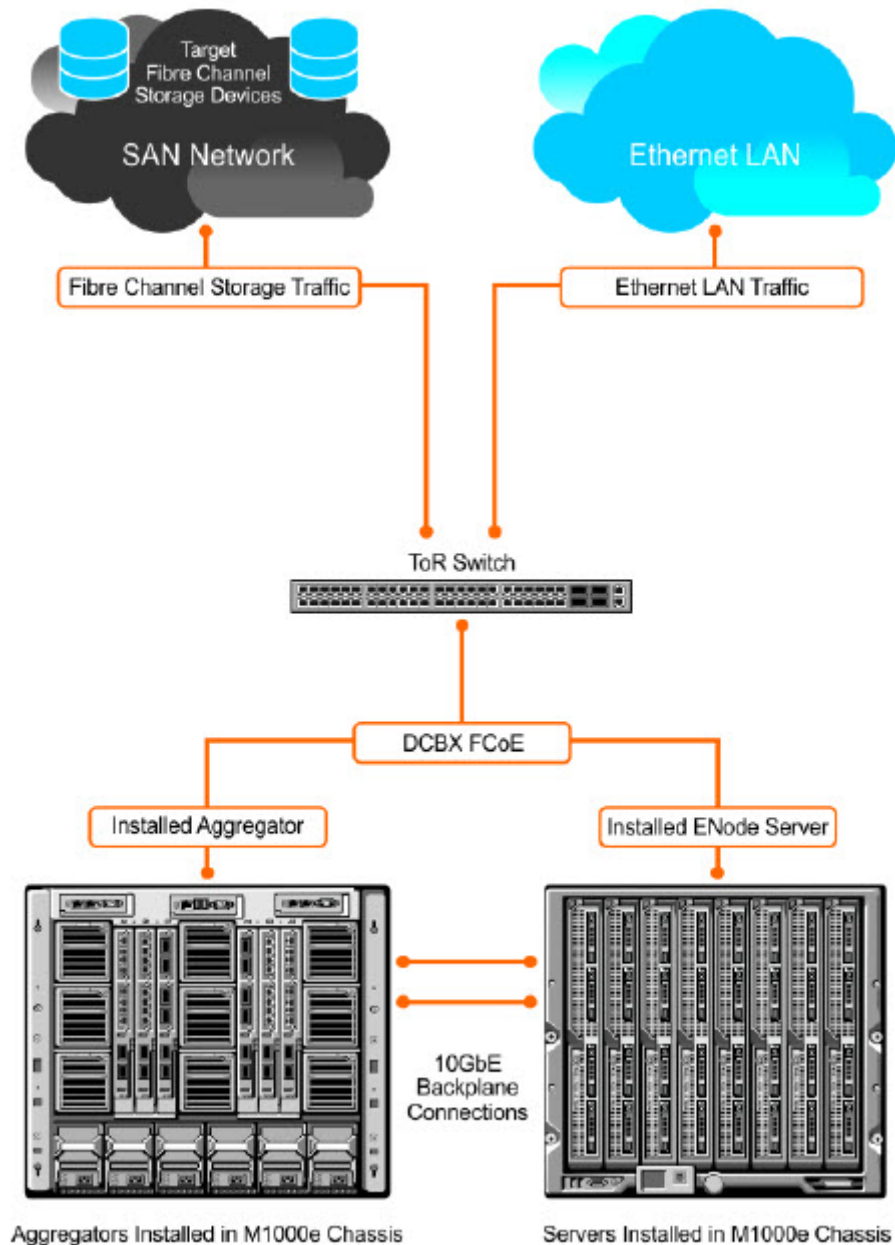 Target
Fibre Channel
Storage Devices
SAN Network
Ethernet LAN
Fibre Channel Storage Traffic
Ethernet LAN Traffic
ToR Switch
DCBX FCoE
Installed Aggregator
Installed ENode Server
10GbE
Backplane
Connections
Aggregators Installed in M1000e Chassis
Servers Installed in M1000e Chassis